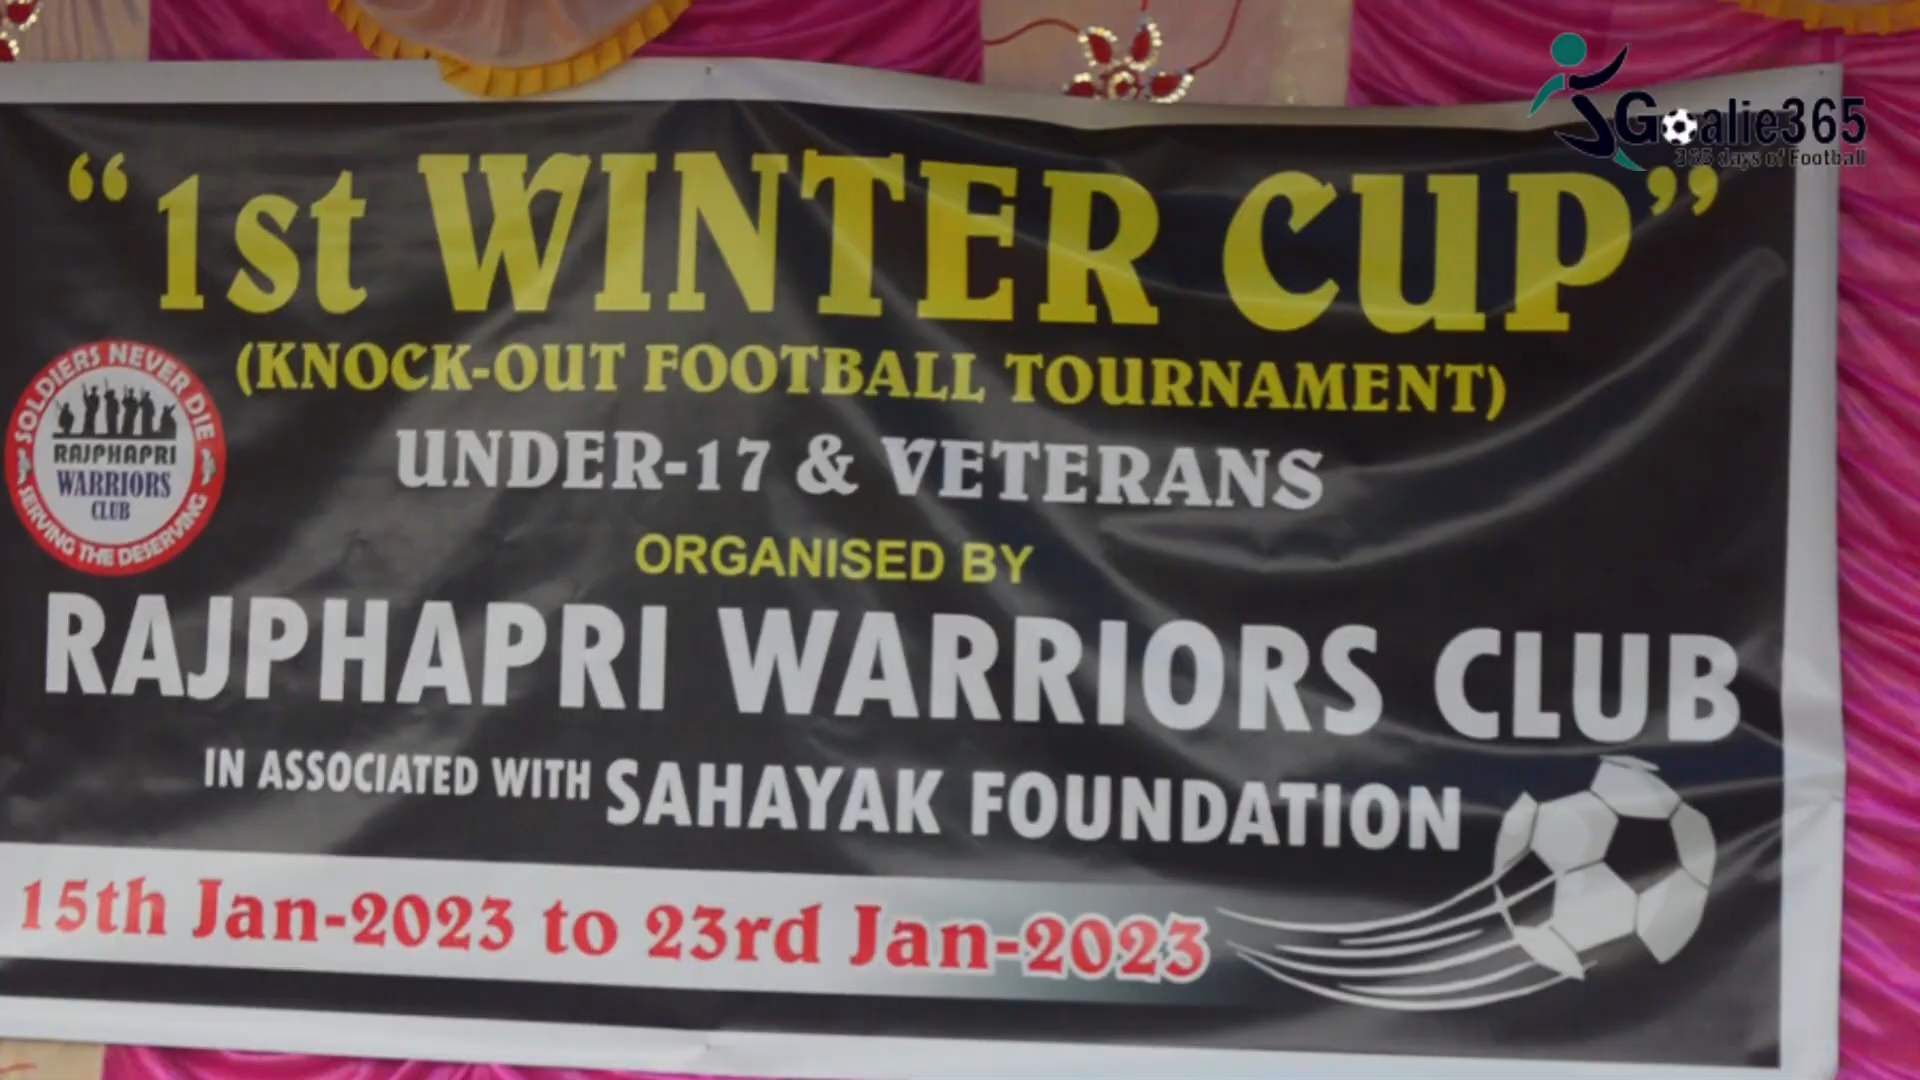 Goalie365
365 days of Football
“1st WINTER CUP”
(KNOCK-OUT FOOTBALL TOURNAMENT)
UNDER-17 & VETERANS
SOLDIERS NEVER DIE
RAJPHAPRI
WARRIORS
CLUB
SERVING THE DESERVING
ORGANISED BY
RAJPHAPRI WARRIORS CLUB
IN ASSOCIATED WITH SAHAYAK FOUNDATION
15th Jan-2023 to 23rd Jan-2023